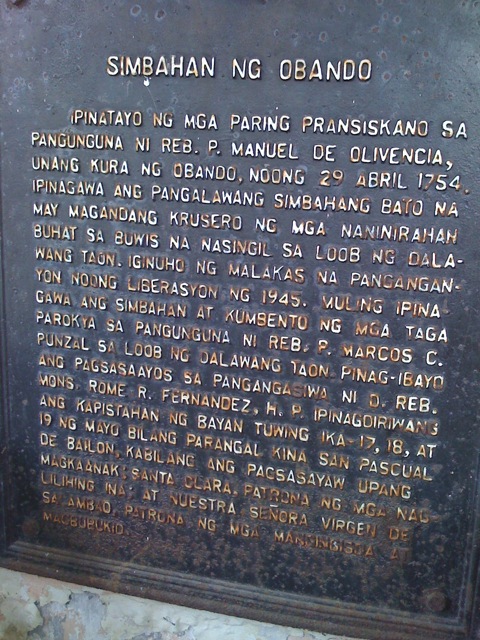 SIMBAHAN NG OBANDO
IPINATAYO NG MGA PARING PRANSISKANO SA
PANGUNGUNA NI REB. P. MANUEL DE OLIVENCIA,
UNANG KURA NG OBANDO, NOONG 29 ABRIL 1754.
IPINAGAWA ANG PANGALAWANG SIMBAHANG BATO NA
MAY MAGANDANG KRUSERO NG MGA NANINIRAHAN
BUHAT SA BUWIS NA NASINGIL SA LOOB NG DALA-
WANG TAON. IGINUHO NG MALAKAS NA PANGANGAN-
YON NOONG LIBERASYON NG 1945. MULING IPINA-
GAWA ANG SIMBAHAN AT KUMBENTO NG MGA TAGA
PAROKYA SA PANGUNGUNA NI REB. P. MARCOS C.
PUNZAL SA LOOB NG DALAWANG TAON. PINAG-IBAYO
ANG PAGSASAAYOS SA PANGANGASIWA NI D. REB.
MONS. ROME R. FERNANDEZ, H. P. IPINAGDIRIWANG
ANG KAPISTAHAN NG BAYAN TUWING IKA-17, 18, AT
19 NG MAYO BILANG PARANGAL KINA SAN PASCUAL
DE BAILON, KABILANG ANG PAGSASAYAW UPANG
MAGKAANAK; SANTA CLARA, PATRONA NG MGA NAG-
LILIHING INA; AT NUESTRA SEÑORA VIRGEN DE
SALAMBAO, PATRONA NG MGA MANGINGISDA AT
MAGBUBUKID.